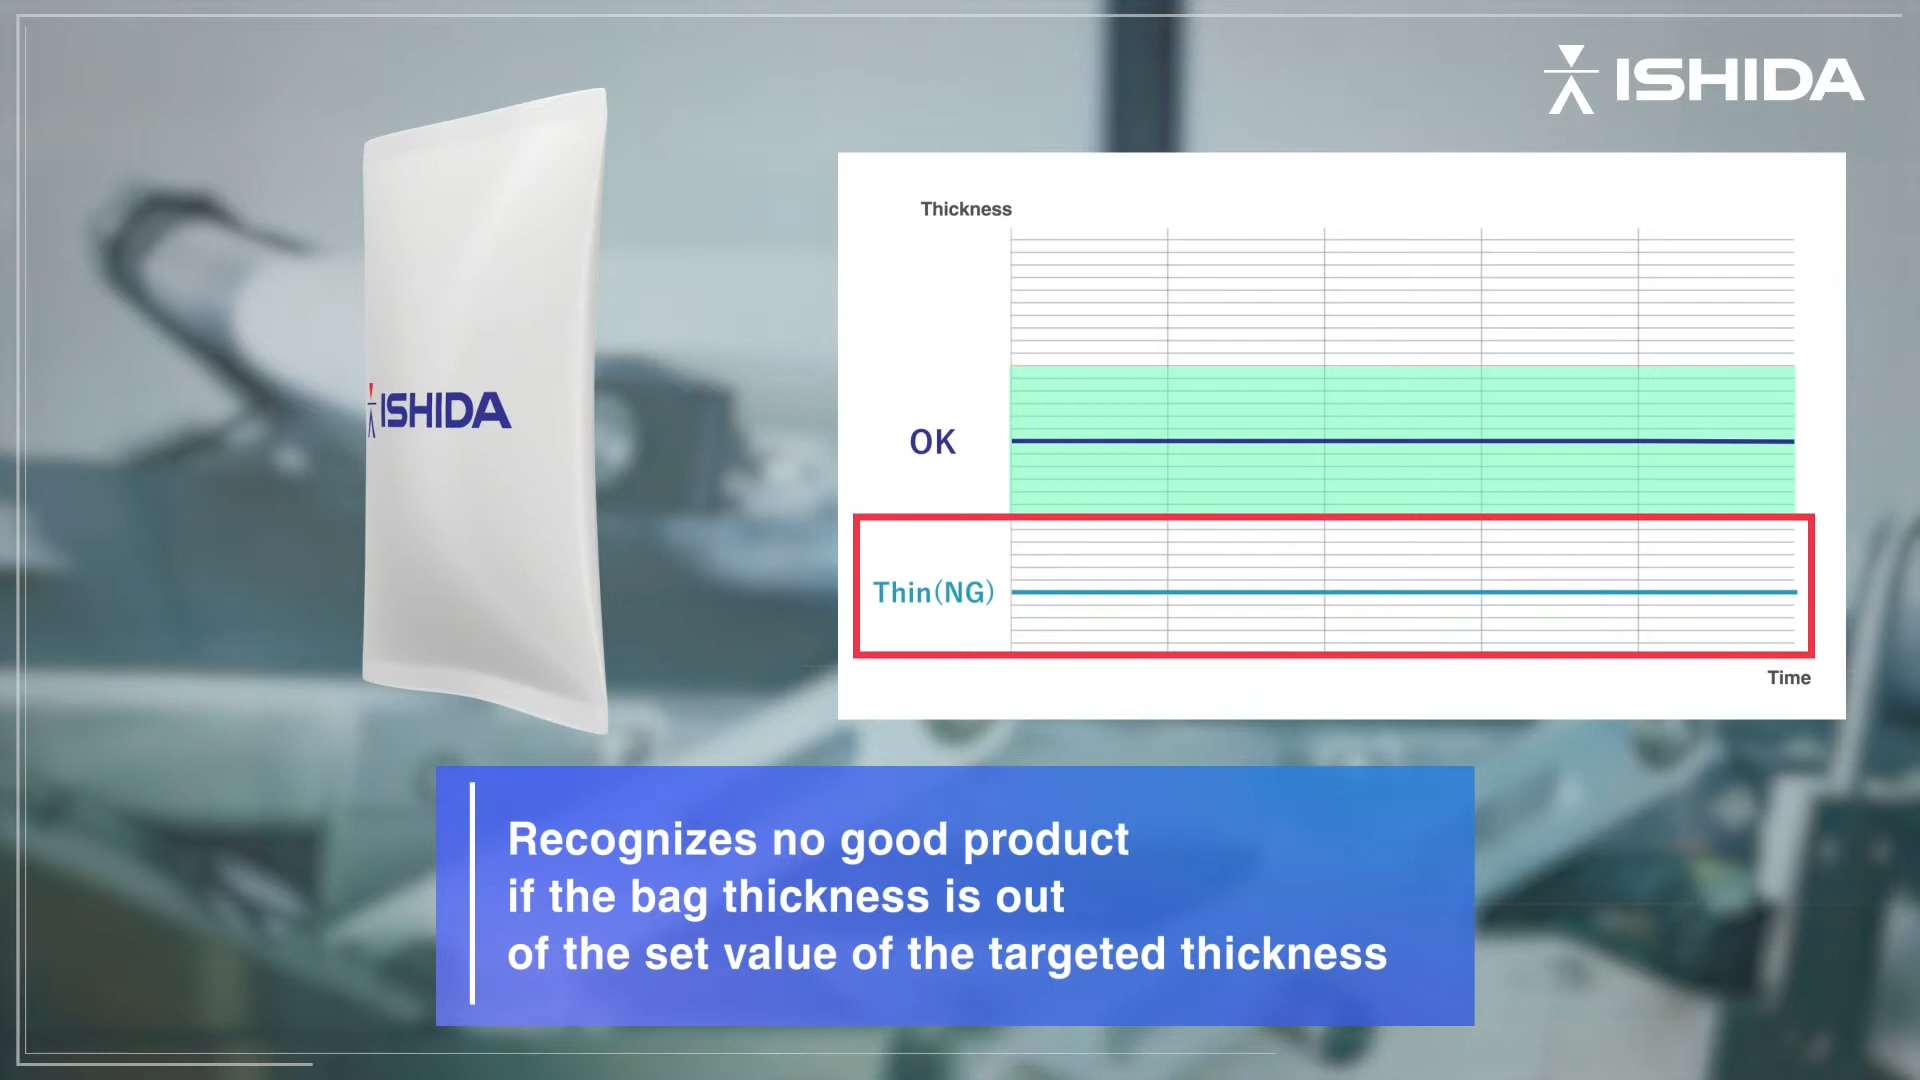 ISHIDA
ISHIDA
Thickness
OK
Thin(NG)
Time
Recognizes no good product
if the bag thickness is out
of the set value of the targeted thickness